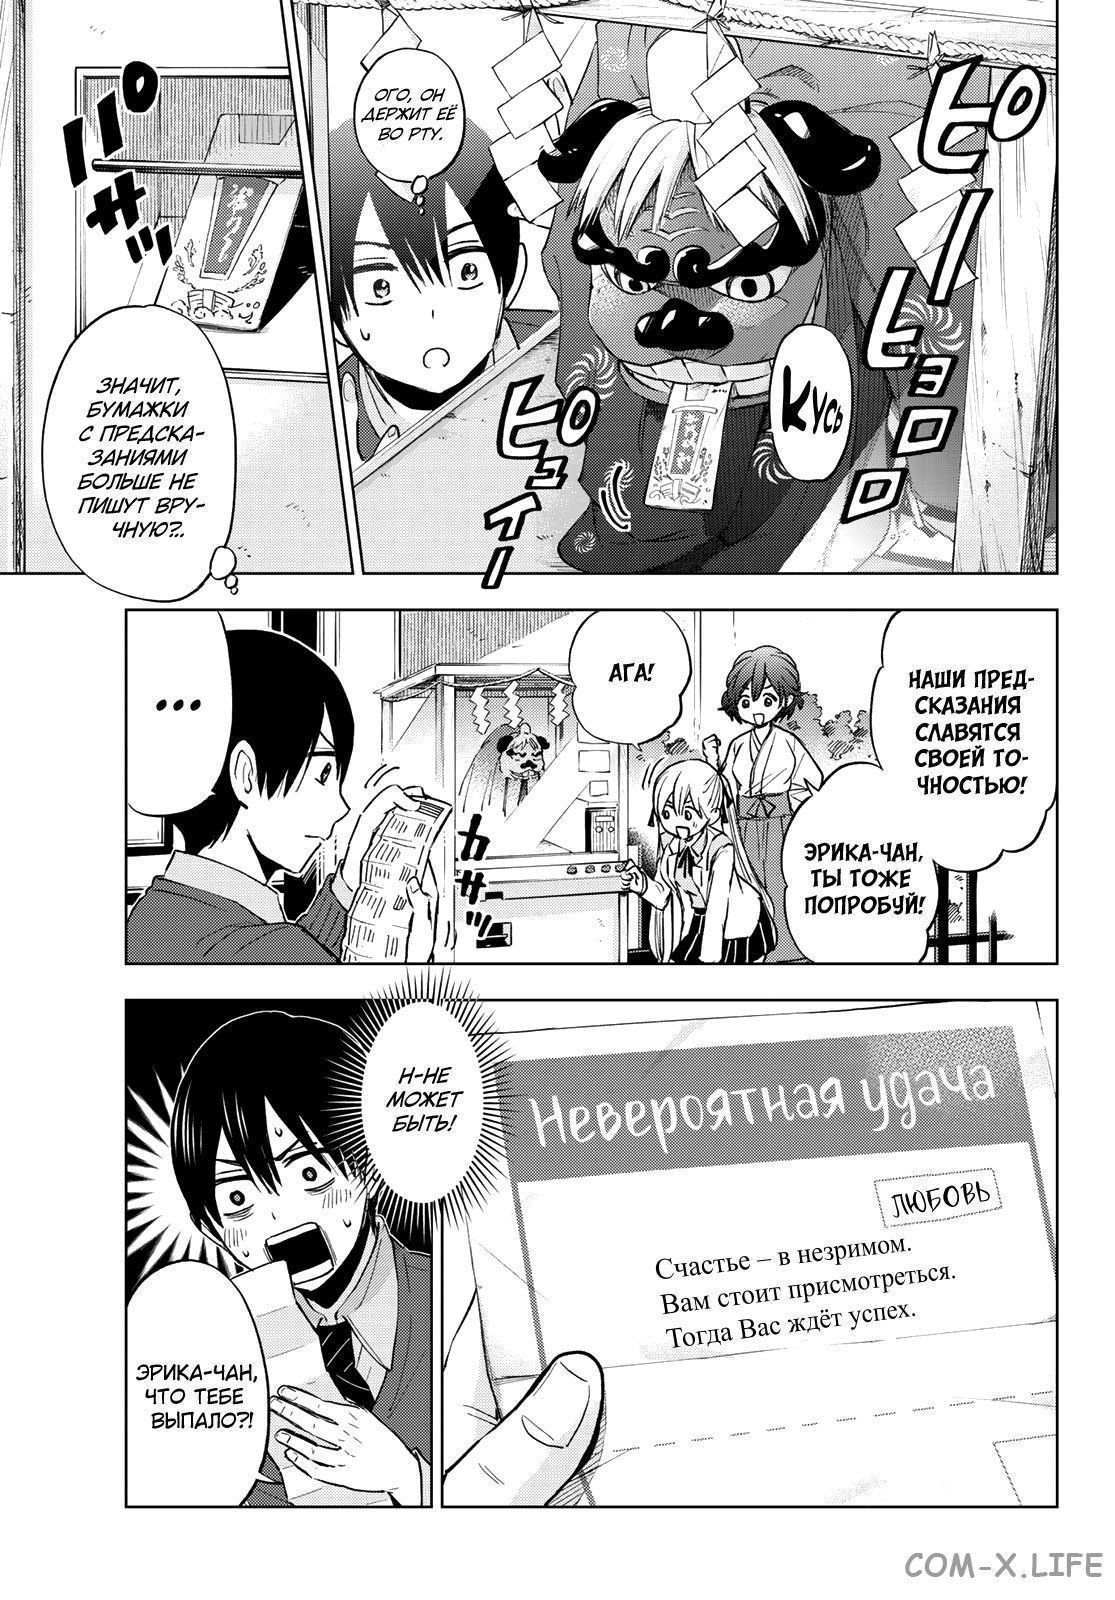 ピーヒョロロロ
ピュイー
КУСЬ
ОГО, ОН
ДЕРЖИТ ЕЁ
ВО РТУ.
パサッ
ЗНАЧИТ,
БУМАЖКИ
С ПРЕДСКА-
ЗАНИЯМИ
БОЛЬШЕ НЕ
ПИШУТ ВРУ-
ЧНУЮ?..
НАШИ ПРЕД-
СКАЗАНИЯ
СЛАВЯТСЯ
СВОЕЙ ТО-
ЧНОСТЬЮ!
ЭРИКА-ЧАН,
ТЫ ТОЖЕ
ПОПРОБУЙ!
АГА!
カサカサ
...
Невероятная удача
ЛЮБОВЬ
Счастье – в незримом.
Вам стоит присмотреться.
Тогда Вас ждёт успех.
Н-НЕ
МОЖЕТ
БЫТЬ!
ЭРИКА-ЧАН,
ЧТО ТЕБЕ
ВЫПАЛО?!
COM-X.LIFE